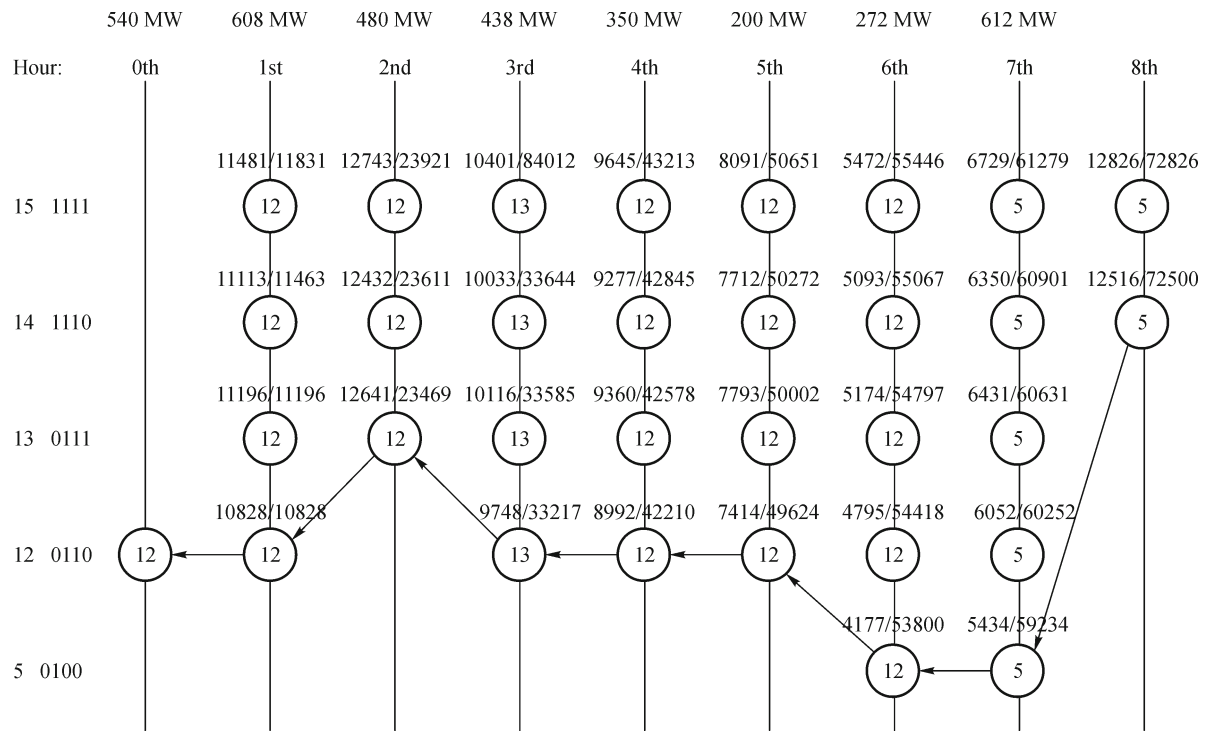 540 MW 608 MW 480 MW 438 MW 350 MW 200 MW 272 MW 612 MW
Hour: 0th 1st 2nd 3rd 4th 5th 6th 7th 8th
11481/11831 12743/23921 10401/84012 9645/43213 8091/50651 5472/55446 6729/61279 12826/72826
15 1111 12 12 13 12 12 12 5 5
11113/11463 12432/23611 10033/33644 9277/42845 7712/50272 5093/55067 6350/60901 12516/72500
14 1110 12 12 13 12 12 12 5 5
11196/11196 12641/23469 10116/33585 9360/42578 7793/50002 5174/54797 6431/60631
13 0111 12 12 13 12 12 12 5
10828/10828 9748/33217 8992/42210 7414/49624 4795/54418 6052/60252
12 0110 12 12 13 12 12 12 5
4177/53800 5434/59234
5 0100 12 5